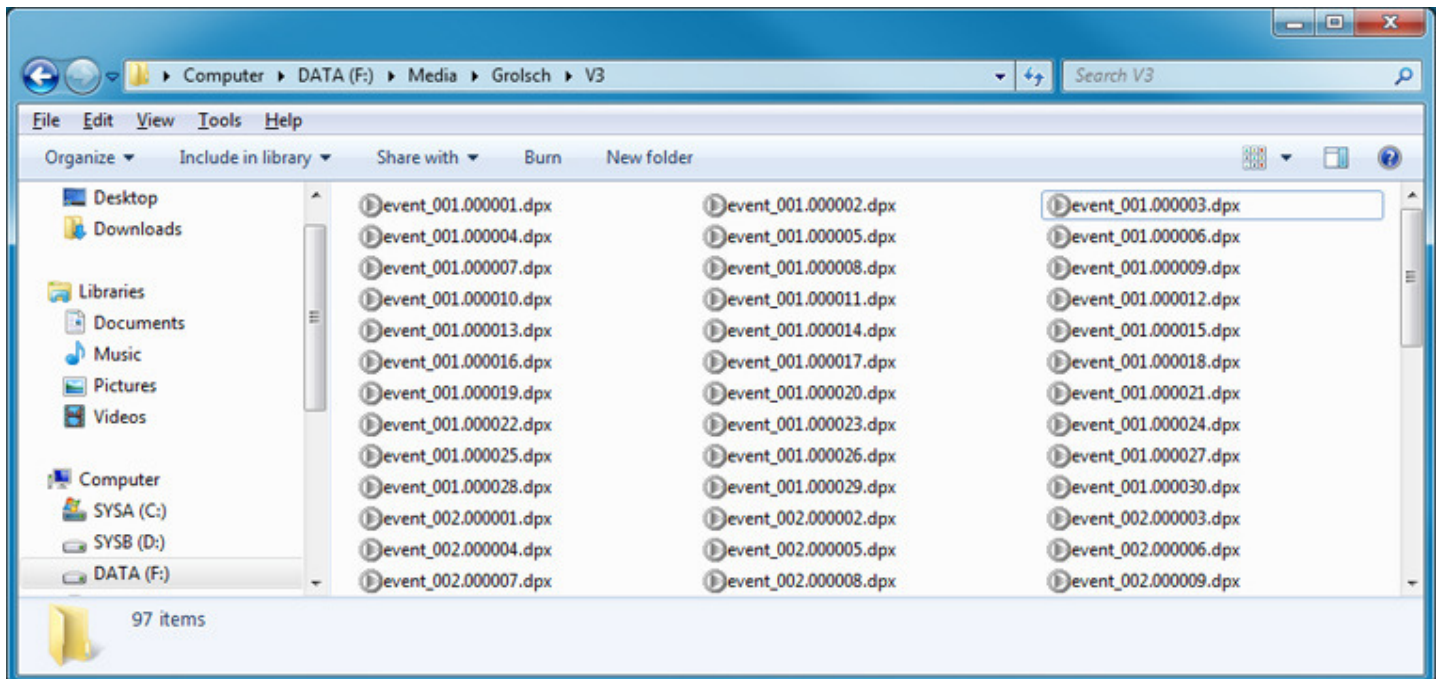 Computer ▸ DATA (F:) ▸ Media ▸ Grolsch ▸ V3
Search V3
File Edit View Tools Help
Organize Include in library Share with Burn New folder
Desktop
Downloads
Libraries
Documents
Music
Pictures
Videos
Computer
SYSA (C:)
SYSB (D:)
DATA (F:)
event_001.000001.dpx event_001.000002.dpx event_001.000003.dpx
event_001.000004.dpx event_001.000005.dpx event_001.000006.dpx
event_001.000007.dpx event_001.000008.dpx event_001.000009.dpx
event_001.000010.dpx event_001.000011.dpx event_001.000012.dpx
event_001.000013.dpx event_001.000014.dpx event_001.000015.dpx
event_001.000016.dpx event_001.000017.dpx event_001.000018.dpx
event_001.000019.dpx event_001.000020.dpx event_001.000021.dpx
event_001.000022.dpx event_001.000023.dpx event_001.000024.dpx
event_001.000025.dpx event_001.000026.dpx event_001.000027.dpx
event_001.000028.dpx event_001.000029.dpx event_001.000030.dpx
event_002.000001.dpx event_002.000002.dpx event_002.000003.dpx
event_002.000004.dpx event_002.000005.dpx event_002.000006.dpx
event_002.000007.dpx event_002.000008.dpx event_002.000009.dpx
97 items